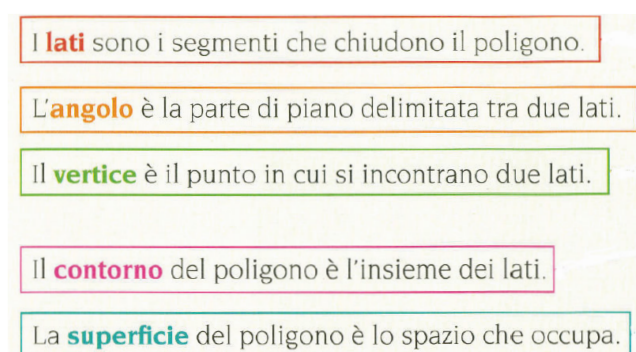 I lati sono i segmenti che chiudono il poligono.
L'angolo è la parte di piano delimitata tra due lati.
Il vertice è il punto in cui si incontrano due lati.
Il contorno del poligono è l'insieme dei lati.
La superficie del poligono è lo spazio che occupa.